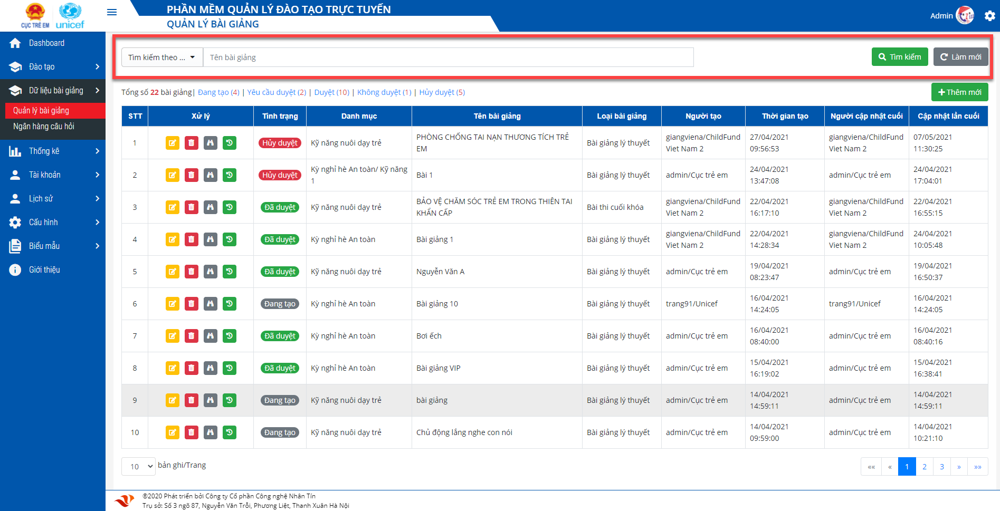 CỤC TRẺ EM
unicef
PHẦN MỀM QUẢN LÝ ĐÀO TẠO TRỰC TUYẾN
QUẢN LÝ BÀI GIẢNG
Admin
Dashboard
Đào tạo
Dữ liệu bài giảng
Quản lý bài giảng
Ngân hàng câu hỏi
Thống kê
Tài khoản
Lịch sử
Cấu hình
Biểu mẫu
Giới thiệu
Tìm kiếm theo ... Tên bài giảng Tìm kiếm Làm mới
Tổng số 22 bài giảng| Đang tạo (4) | Yêu cầu duyệt (2) | Duyệt (10) | Không duyệt (1) | Hủy duyệt (5) Thêm mới
STT Xử lý Tình trạng Danh mục Tên bài giảng Loại bài giảng Người tạo Thời gian tạo Người cập nhật cuối Cập nhật lần cuối
1 Hủy duyệt Kỹ năng nuôi dạy trẻ PHÒNG CHỐNG TAI NẠN THƯƠNG TÍCH TRẺ EM Bài giảng lý thuyết giangviena/ChildFund Viet Nam 2 27/04/2021 09:56:53 giangviena/ChildFund Viet Nam 2 07/05/2021 11:30:25
2 Hủy duyệt Kỳ nghỉ hè An toàn/ Kỹ năng 1 Bài 1 Bài giảng lý thuyết admin/Cục trẻ em 24/04/2021 13:47:08 admin/Cục trẻ em 24/04/2021 17:04:01
3 Đã duyệt Kỹ năng nuôi dạy trẻ BẢO VỆ CHĂM SÓC TRẺ EM TRONG THIÊN TAI KHẨN CẤP Bài thi cuối khóa giangviena/ChildFund Viet Nam 2 22/04/2021 16:17:10 giangviena/ChildFund Viet Nam 2 22/04/2021 16:55:15
4 Đã duyệt Kỳ nghỉ hè An toàn Bài giảng 1 Bài giảng lý thuyết giangviena/ChildFund Viet Nam 2 22/04/2021 14:28:34 giangviena/ChildFund Viet Nam 2 24/04/2021 10:05:48
5 Đã duyệt Kỹ năng nuôi dạy trẻ Nguyễn Văn A Bài giảng lý thuyết admin/Cục trẻ em 19/04/2021 08:23:47 admin/Cục trẻ em 19/04/2021 16:50:37
6 Đang tạo Kỳ nghỉ hè An toàn Bài giảng 10 Bài giảng lý thuyết trang91/Unicef 16/04/2021 14:24:05 trang91/Unicef 16/04/2021 14:24:05
7 Đã duyệt Kỳ nghỉ hè An toàn Bơi ếch Bài giảng lý thuyết admin/Cục trẻ em 16/04/2021 08:40:00 admin/Cục trẻ em 16/04/2021 08:40:16
8 Đã duyệt Kỳ nghỉ hè An toàn Bài giảng VIP Bài giảng lý thuyết admin/Cục trẻ em 15/04/2021 16:19:02 admin/Cục trẻ em 15/04/2021 16:38:41
9 Đang tạo Kỹ năng nuôi dạy trẻ bài giảng Bài giảng lý thuyết admin/Cục trẻ em 14/04/2021 14:59:11 admin/Cục trẻ em 14/04/2021 14:59:11
10 Đang tạo Kỹ năng nuôi dạy trẻ Chủ động lắng nghe con nói Bài giảng lý thuyết admin/Cục trẻ em 14/04/2021 09:59:00 admin/Cục trẻ em 14/04/2021 10:21:10
10 bản ghi/Trang «« « 1 2 3 » »»
©2020 Phát triển bởi Công ty Cổ phần Công nghệ Nhân Tín
Trụ sở: Số 3 ngõ 87, Nguyễn Văn Trỗi, Phương Liệt, Thanh Xuân Hà Nội